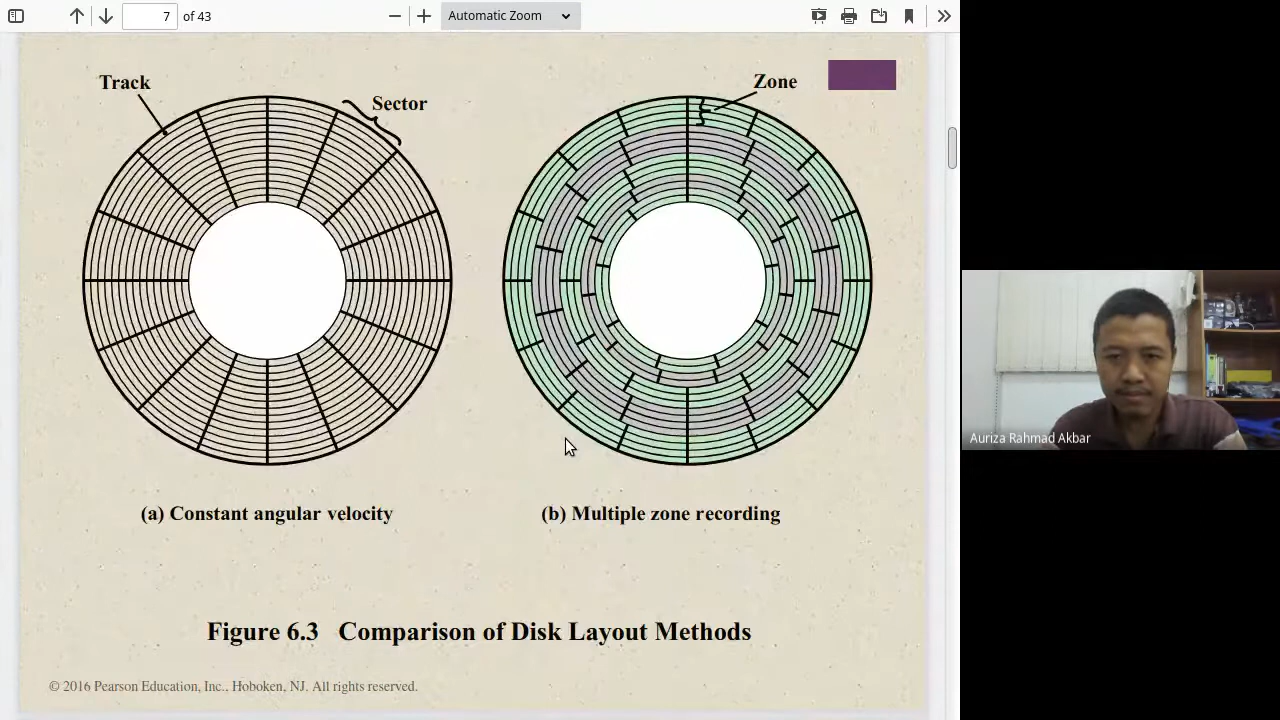 7 of 43
Automatic Zoom
Track
Sector
Zone
(a) Constant angular velocity
(b) Multiple zone recording
Figure 6.3 Comparison of Disk Layout Methods
© 2016 Pearson Education, Inc., Hoboken, NJ. All rights reserved.
Auriza Rahmad Akbar